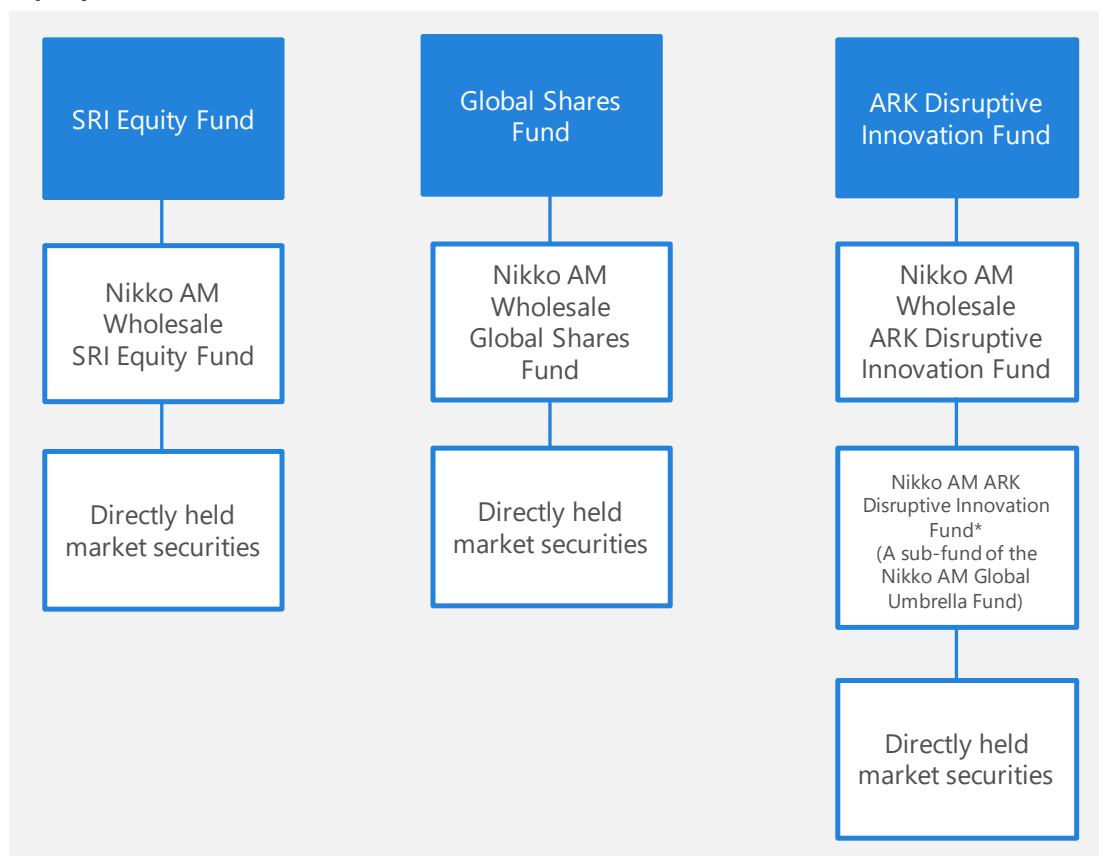 SRI Equity Fund
Global Shares
Fund
ARK Disruptive
Innovation Fund
Nikko AM
Wholesale
SRI Equity Fund
Nikko AM
Wholesale
Global Shares
Fund
Nikko AM
Wholesale
ARK Disruptive
Innovation Fund
Directly held
market securities
Directly held
market securities
Nikko AM ARK
Disruptive Innovation
Fund*
(A sub-fund of the
Nikko AM Global
Umbrella Fund)
Directly held
market securities